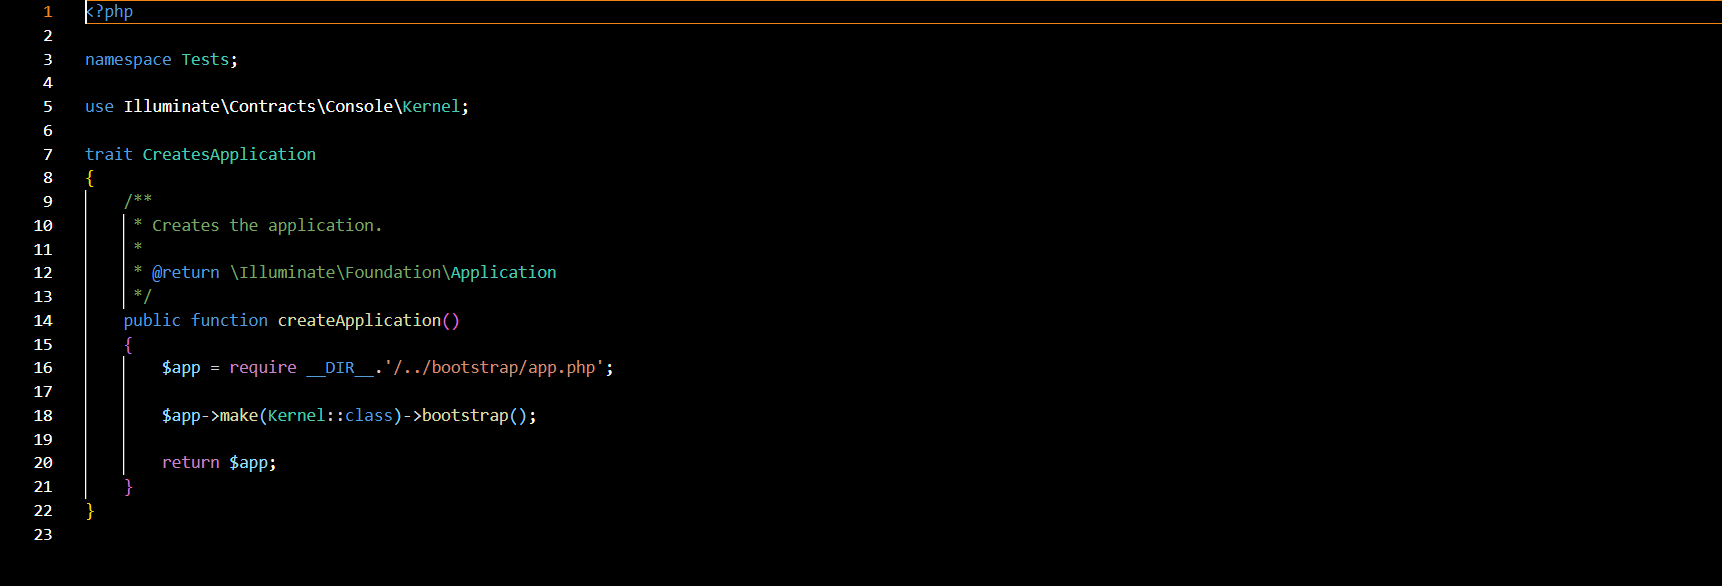 1 <?php
2
3 namespace Tests;
4
5 use Illuminate\Contracts\Console\Kernel;
6
7 trait CreatesApplication
8 {
9     /**
10      * Creates the application.
11      *
12      * @return \Illuminate\Foundation\Application
13      */
14     public function createApplication()
15     {
16         $app = require __DIR__.'/../bootstrap/app.php';
17
18         $app->make(Kernel::class)->bootstrap();
19
20         return $app;
21     }
22 }
23